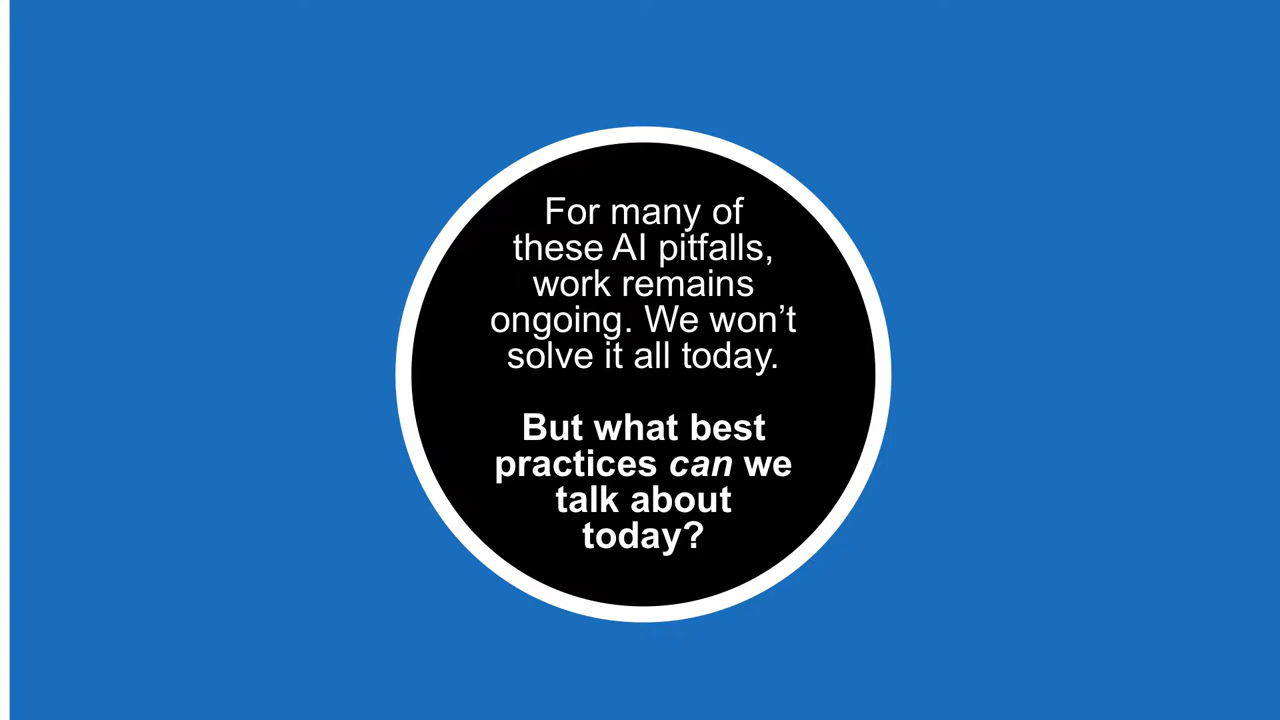 For many of
these AI pitfalls,
work remains
ongoing. We won’t
solve it all today.
But what best
practices can we
talk about
today?